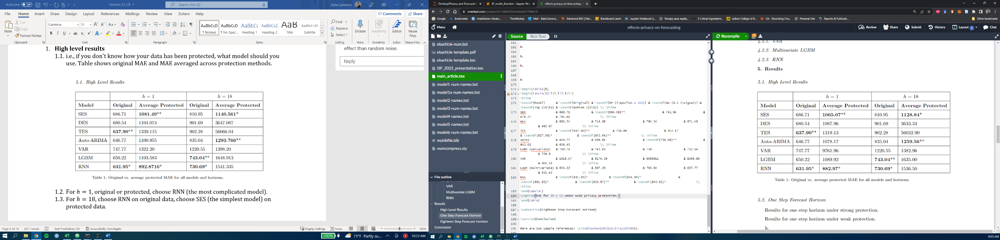 AutoSave Off
Outline_V3_CB
Search (Alt+Q)
Bale,Cameron
File Home Insert Draw Design Layout References Mailings Review View Zotero Help
Comments Share
Paste Cut Copy Format Painter
Cambria 12
AaBbCcD AaBbCcD AaBbCc AaBbCcC AaB AaBbCcD
¶ Normal ¶ No Spac... Heading 1 Heading 2 Title Subtitle
Find Replace Select
Dictate Sensitivity Editor Reuse Files
Clipboard Font Paragraph Styles Editing Voice Sensitivity Editor Reuse Files
1. High level results
1.1. i.e., if you don't know how your data has been protected, what model should you
use. Table shows original MAE and MAE averaged across protection methods.
effect than random noise.
Reply
5.1. High Level Results
h = 1 h = 18
Model Original Average Protected Original Average Protected
SES 686.71 1081.49** 810.95 1140.561*
DES 680.54 1104.074 901.69 3647.087
TES 637.90** 1339.115 902.28 56066.04
Auto-ARIMA 646.77 1100.955 835.04 1293.766**
VAR 747.77 1322.20 1220.55 1398.20
LGBM 650.22 1103.583 743.04** 1648.913
RNN 631.95* 892.8716* 730.69* 1541.335
Table 1: Original vs. average protected MAE for all models and horizons.
1.2. For h = 1, original or protected, choose RNN (the most complicated model).
1.3. For h = 18, choose RNN on original data, choose SES (the simplest model) on
protected data.
Page 6 of 16 3677 words Text Predictions: On Accessibility: Investigate Display Settings Focus 140%
100% 71°F Partly su... 10:23 AM
Desktop/Privacy-and-Forecasting JF_results_function - Jupyter Not effects-privacy-on-forecasting -
overleaf.com/project/
Google Bookmarks rmarkdown-cheats... Throttlestop Mail - Bale,Camero... Advanced MD | Pati... Blackboard Learn Jupyter Notebook S... Numpy axes explai... 5 Critical Ingredient... LeBow College of B... Git - Recording Cha... Personal Site Reports & Publicati... Other bookmarks
Menu
effects-privacy-on-forecasting
Review Share Submit History Layout Chat
Source Rich Text Ω
Recompile
elsarticle-num.bst
elsarticle-template.pdf
elsarticle-template.tex
ISF_2022_presentation.tex
main_article.tex
model1-num-names.bst
model1a-num-names.bst
model2-names.bst
model3-num-names.bst
model4-names.bst
model5-names.bst
model6-num-names.bst
mybibfile.bib
numcompress.sty
File outline
VAR
Multivariate LGBM
RNN
Results
High Level Results
One Step Forecast Horizon
Eighteen Step Forecast Horizon
Conclusion
161
162 h.
163
164 h.
165
166 h.
167
168
169 h
170
171 \begin{table}[h]
172 \begin{tabular}{|l|l|l|l|l|l|}
173 \hline
174 \textbf{Model} & \textbf{Original} & \textbf{DP ($\epsilon = 20$)} & \textbf{AN (0.5 $\sigma$)} &
\textbf{Top (10\%)} & \textbf{Bottom (10\%)} \\ \hline
175 SES & 686.71 & \textbf{684.08}** & 741.94 &
678.27 & 701.61 \\ \hline
176 DES & 680.54 & 714.98 & 784.54 & 671.48
& 685.87 \\ \hline
177 TES & \textbf{637.90}** & 736.88 & 912.17
& \textbf{627.09}* & \textbf{643.64}** \\ \hline
178 ARIMA & 646.77 & 698.84 & \textbf{736.08}** &
643.02 & 656.45 \\ \hline
179 LGBM (univariate) & 718.74 & 745.83 & 758 & 722.14
& 726.8 \\ \hline
180 VAR & 1018.47 & 8174.39 & 8666911 & 1069.86
& 900.16 \\ \hline
181 LGBM (multivariate) & 650.22 & 697.26 & 760.94 & 637.77
& 651.43 \\ \hline
182 RNN & \textbf{631.95}* & \textbf{654.93}* &
\textbf{691.95}* & \textbf{633.67}** & \textbf{640.02}* \\
\hline
183 \end{tabular}
184 \caption{MAE for $h = 1$ under weak privacy protection.}
185 \end{table}
186
187 \subsection{Eighteen Step Forecast Horizon}
188
189 \section{Conclusion}
190
191 Here are two sample references: \cite{Feynman1963118,Dirac1953888}.
4.2.1. VAR
4.2.2. Multivariate LGBM
4.2.3. RNN
5. Results
5.1. High Level Results
h = 1 h = 18
Model Original Average Protected Original Average Protected
SES 686.71 1065.07** 810.95 1128.84*
DES 680.54 1087.96 901.69 3633.34
TES 637.90** 1319.13 902.28 56032.90
Auto-ARIMA 646.77 1078.17 835.04 1259.56**
VAR 747.77 9761.96 1220.55 1382.96
LGBM 650.22 1089.92 743.04** 1635.00
RNN 631.95* 882.97* 730.69* 1536.50
Table 1: Original vs. average protected MAE for all models and horizons.
5.2. One Step Forecast Horizon
Results for one step horizon under strong protection.
Results for one step horizon under weak protection.
h.
10:23 AM